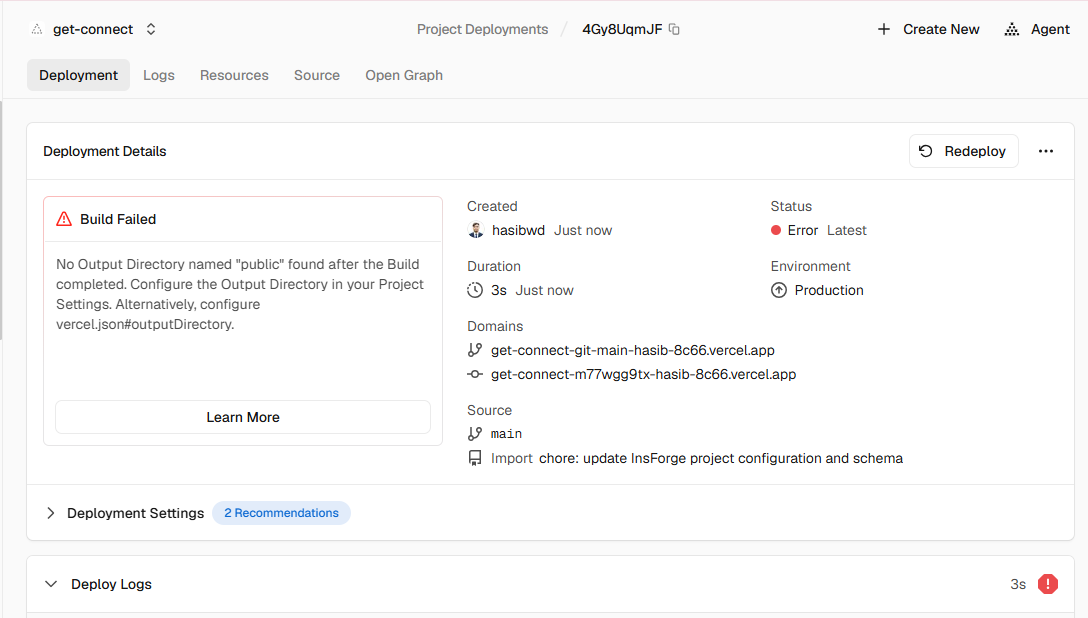 get-connect
Project Deployments / 4Gy8UqmJF
Create New
Agent
Deployment Logs Resources Source Open Graph
Deployment Details
Redeploy
Build Failed
No Output Directory named "public" found after the Build
completed. Configure the Output Directory in your Project
Settings. Alternatively, configure
vercel.json#outputDirectory.
Learn More
Created
hasibwd Just now
Status
Error Latest
Duration
3s Just now
Environment
Production
Domains
get-connect-git-main-hasib-8c66.vercel.app
get-connect-m77wgg9tx-hasib-8c66.vercel.app
Source
main
Import chore: update InsForge project configuration and schema
Deployment Settings 2 Recommendations
Deploy Logs
3s